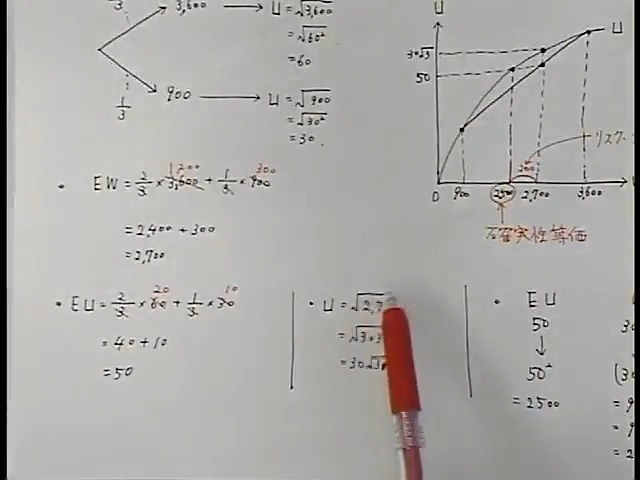 3,600 → U = √3,600
= √60²
= 60
900 → U = √900
1/3
= √30²
= 30
U
U
30√3
50
リスク
200
0 900 2500 2,700 3,600
確実性等価
• EW = 2/3 × 3,600 1,200 + 1/3 × 900 300
= 2,400 + 300
= 2,700
• EU = 2/3 × 60 20 + 1/3 × 30 10
= 40 + 10
= 50
• U = √2,7
= √303
= 30√3
• EU
50
↓
50²
= 2500